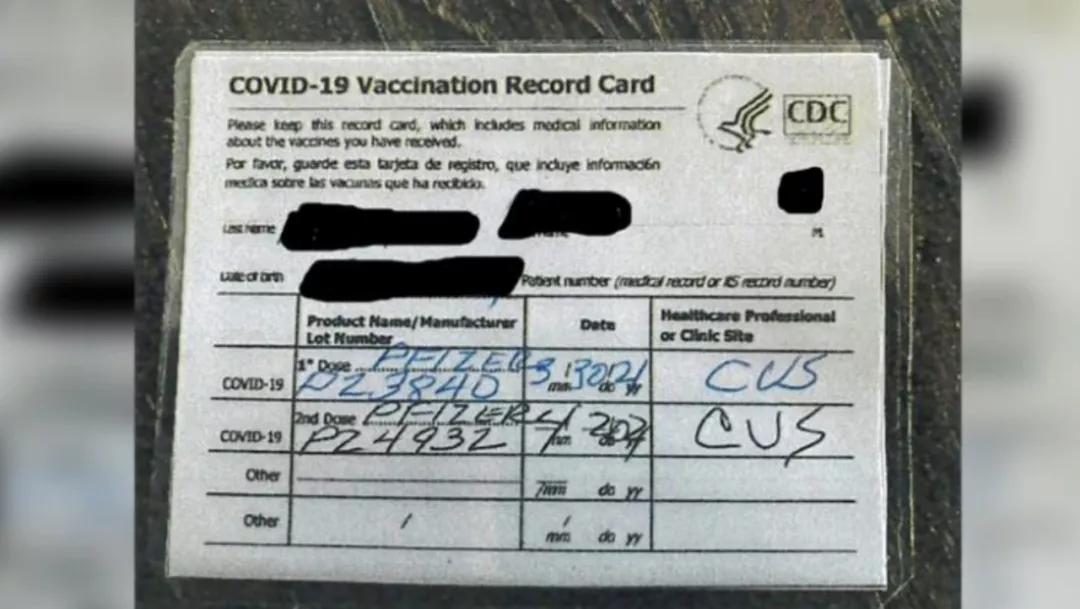 COVID-19 Vaccination Record Card
CDC
Please keep this record card, which includes medical information
about the vaccines you have received.
Por favor, guarde esta tarjeta de registro, que incluye información
medica sobre las vacunas que ha recibido.
Last Name MI
Date of birth Patient number (medical record or IIS record number)
Product Name/Manufacturer Date Healthcare Professional
Lot Number or Clinic Site
1st Dose PFIZER 3 30 21 CVS
COVID-19 PZ3840 mm dd yy
2nd Dose PFIZER CVS
COVID-19 PZ4932 mm
Other mm dd yy
Other mm dd yy